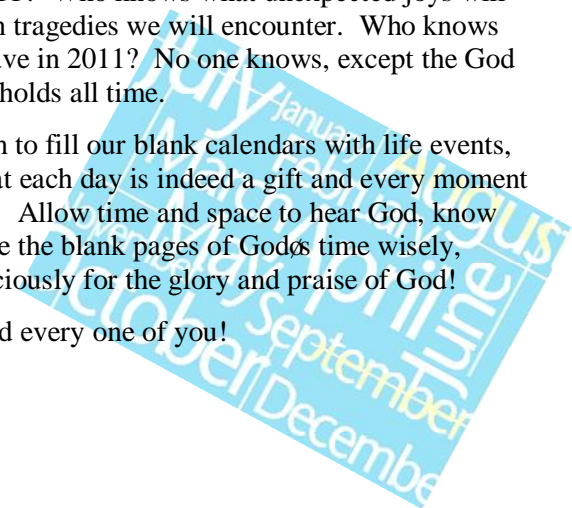 Who knows what unexpected joys will
n tragedies we will encounter. Who knows
ve in 2011? No one knows, except the God
holds all time.
n to fill our blank calendars with life events,
at each day is indeed a gift and every moment
Allow time and space to hear God, know
e the blank pages of Godøs time wisely,
ciously for the glory and praise of God!
d every one of you!
July
January
August
March
February
November
May
April
June
October
September
December